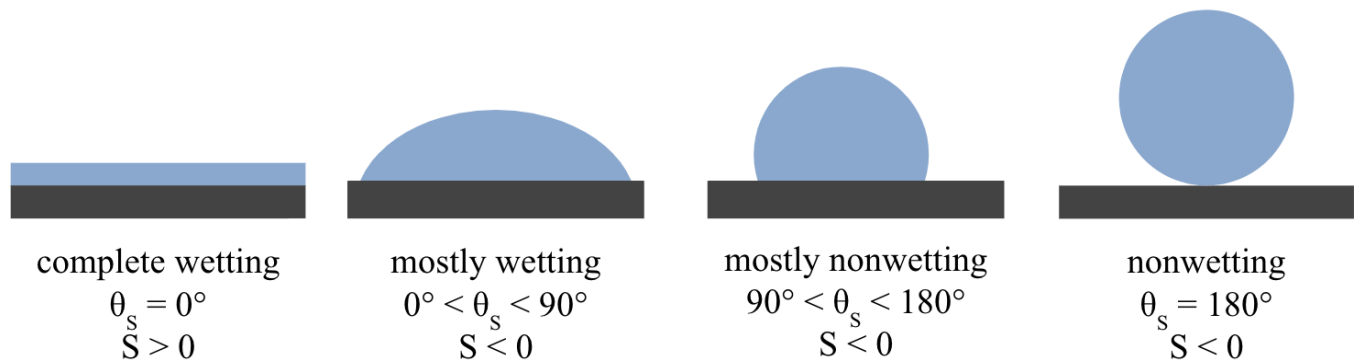 complete wetting
θₛ = 0°
S > 0
mostly wetting
0° < θₛ < 90°
S < 0
mostly nonwetting
90° < θₛ < 180°
S < 0
nonwetting
θₛ = 180°
S < 0